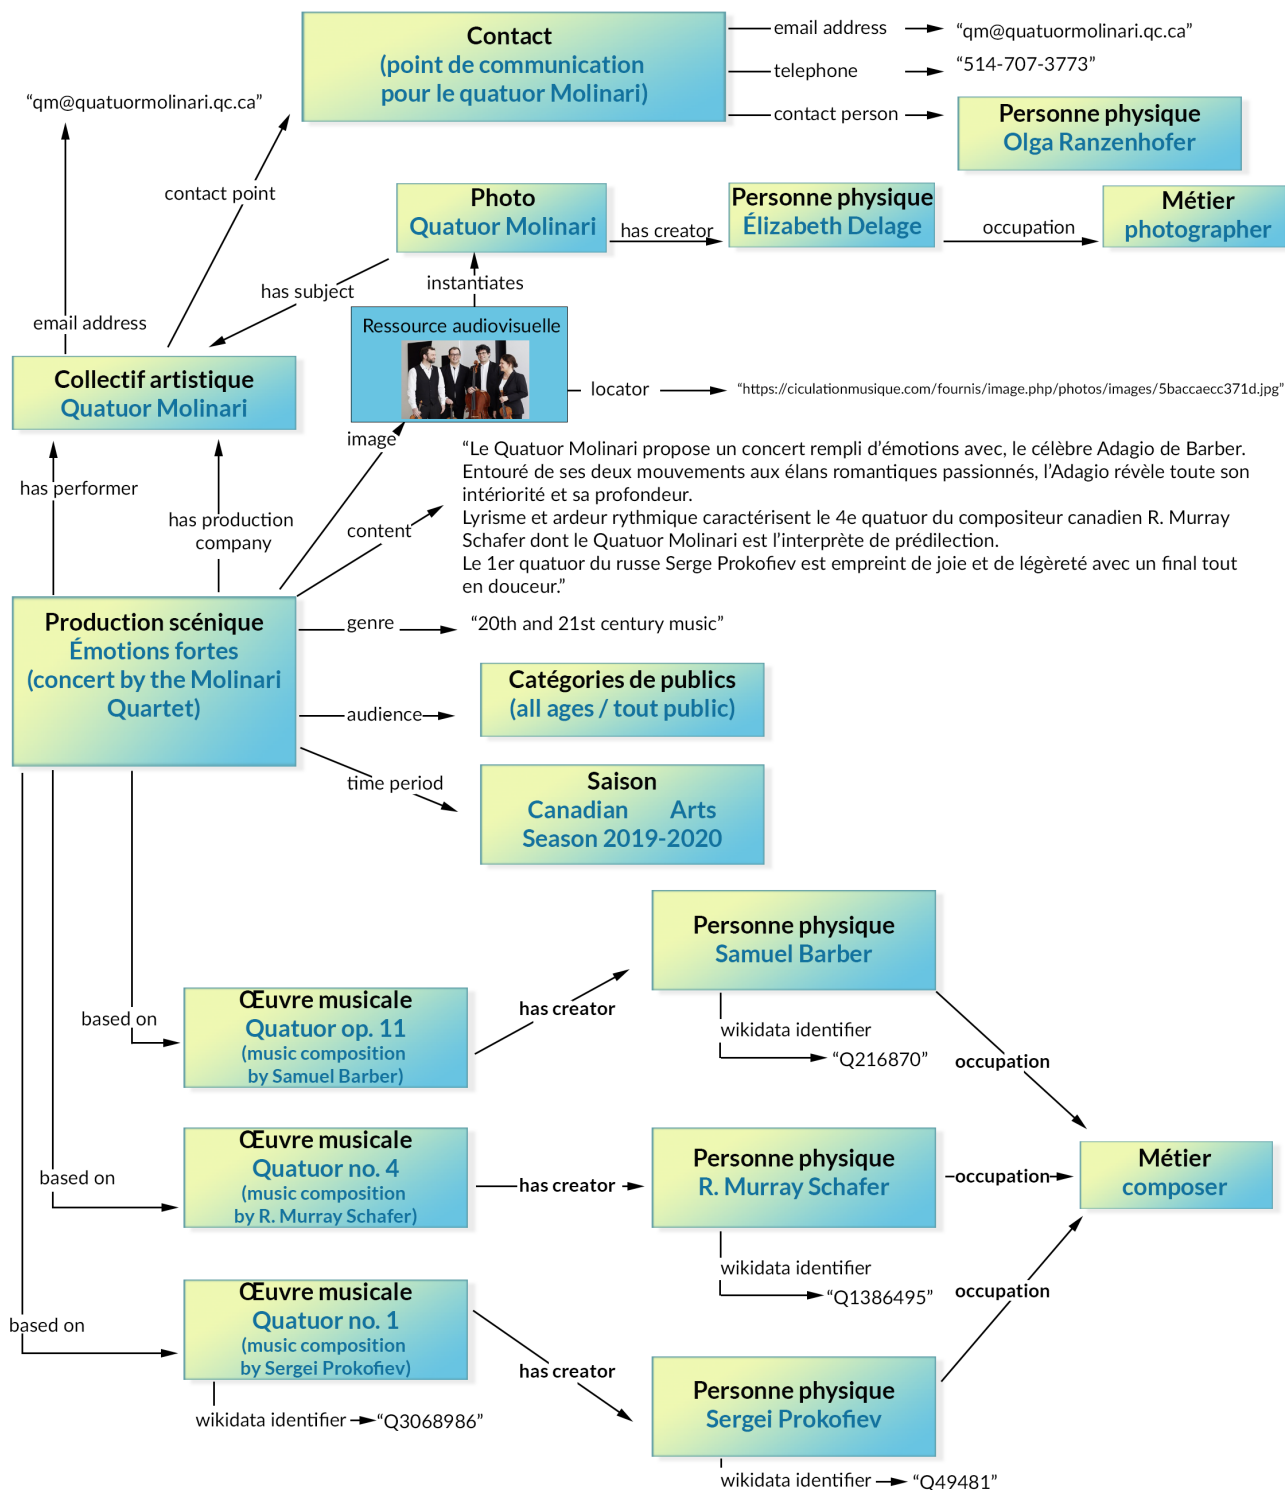 Contact
(point de communication
pour le quatuor Molinari)
email address
“qm@quatuormolinari.qc.ca”
telephone
“514-707-3773”
contact person
Personne physique
Olga Ranzenhofer
“qm@quatuormolinari.qc.ca”
contact point
Photo
Quatuor Molinari
has creator
Personne physique
Élizabeth Delage
occupation
Métier
photographer
has subject
instantiates
email address
Ressource audiovisuelle
Collectif artistique
Quatuor Molinari
locator
“https://ciculationmusique.com/fournis/image.php/photos/images/5baccaecc371d.jpg”
image
has performer
has production
company
content
“Le Quatuor Molinari propose un concert rempli d’émotions avec, le célèbre Adagio de Barber.
Entouré de ses deux mouvements aux élans romantiques passionnés, l’Adagio révèle toute son
intériorité et sa profondeur.
Lyrisme et ardeur rythmique caractérisent le 4e quatuor du compositeur canadien R. Murray
Schafer dont le Quatuor Molinari est l’interprète de prédilection.
Le 1er quatuor du russe Serge Prokofiev est empreint de joie et de légèreté avec un final tout
en douceur.”
Production scénique
Émotions fortes
(concert by the Molinari
Quartet)
genre
“20th and 21st century music”
audience
Catégories de publics
(all ages / tout public)
time period
Saison
Canadian Arts
Season 2019-2020
based on
Œuvre musicale
Quatuor op. 11
(music composition
by Samuel Barber)
has creator
Personne physique
Samuel Barber
wikidata identifier
“Q216870”
occupation
based on
Œuvre musicale
Quatuor no. 4
(music composition
by R. Murray Schafer)
has creator
Personne physique
R. Murray Schafer
occupation
Métier
composer
wikidata identifier
“Q1386495”
occupation
based on
Œuvre musicale
Quatuor no. 1
(music composition
by Sergei Prokofiev)
has creator
wikidata identifier
“Q3068986”
Personne physique
Sergei Prokofiev
wikidata identifier
“Q49481”